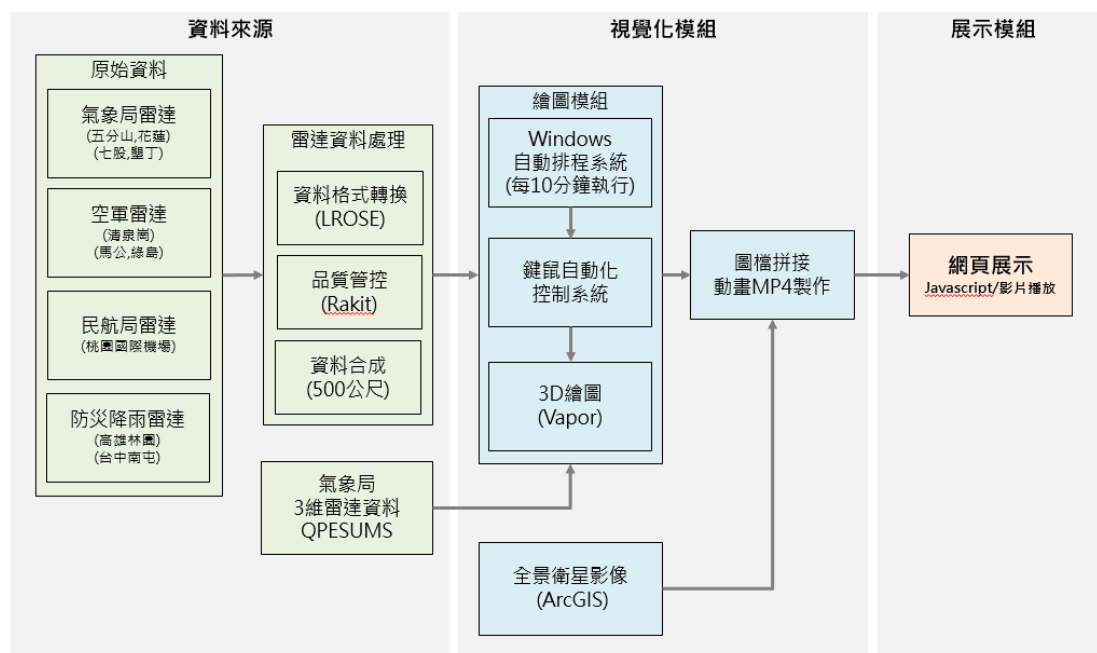 資料來源
原始資料
氣象局雷達
(五分山,花蓮)
(七股,墾丁)
空軍雷達
(清泉崗)
(馬公,綠島)
民航局雷達
(桃園國際機場)
防災降雨雷達
(高雄林園)
(台中南屯)
雷達資料處理
資料格式轉換
(LROSE)
品質管控
(Rakit)
資料合成
(500公尺)
氣象局
3維雷達資料
QPESUMS
視覺化模組
繪圖模組
Windows
自動排程系統
(每10分鐘執行)
鍵鼠自動化
控制系統
3D繪圖
(Vapor)
圖檔拼接
動畫MP4製作
全景衛星影像
(ArcGIS)
展示模組
網頁展示
Javascript/影片播放